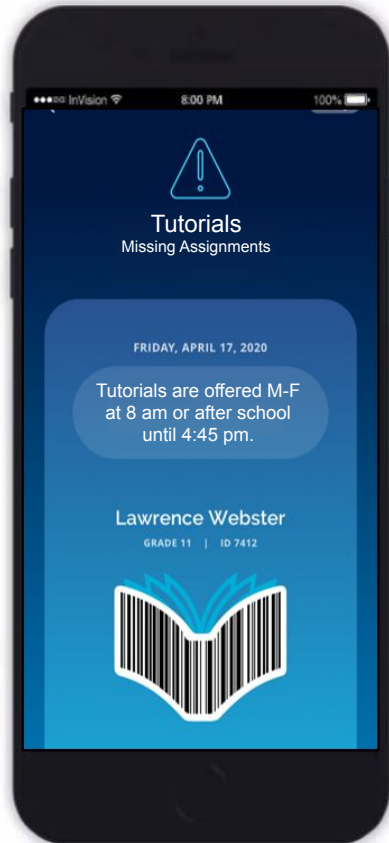 InVision 8:00 PM 100%
Tutorials
Missing Assignments
FRIDAY, APRIL 17, 2020
Tutorials are offered M-F
at 8 am or after school
until 4:45 pm.
Lawrence Webster
GRADE 11 | ID 7412